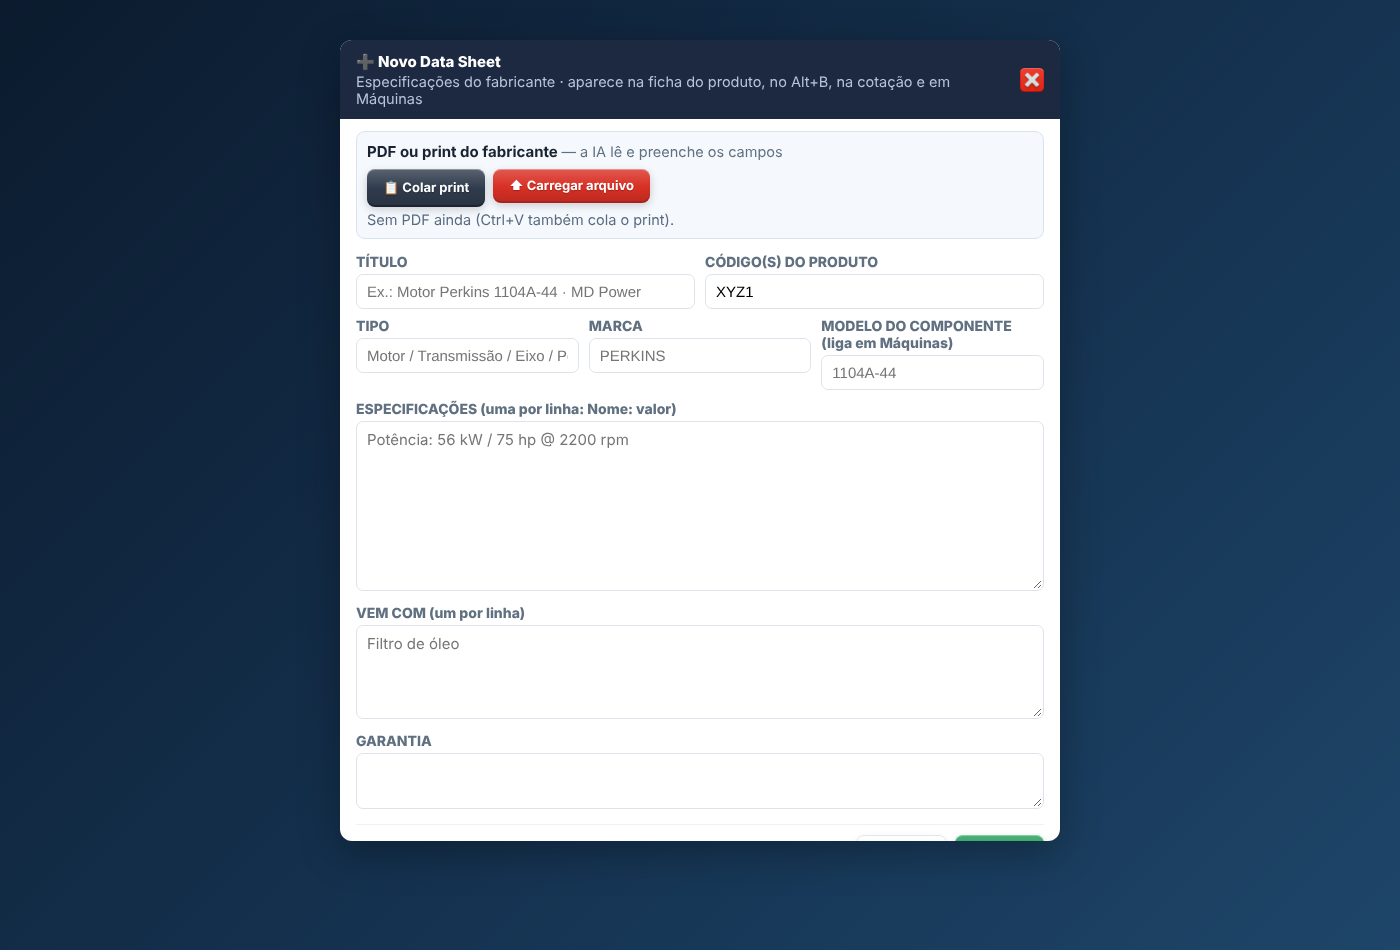 ➕ Novo Data Sheet
Especificações do fabricante · aparece na ficha do produto, no Alt+B, na cotação e em
Máquinas
PDF ou print do fabricante — a IA lê e preenche os campos
📋 Colar print
⬆ Carregar arquivo
Sem PDF ainda (Ctrl+V também cola o print).
TÍTULO
CÓDIGO(S) DO PRODUTO
Ex.: Motor Perkins 1104A-44 · MD Power
XYZ1
TIPO
MARCA
MODELO DO COMPONENTE
(liga em Máquinas)
Motor / Transmissão / Eixo / P
PERKINS
1104A-44
ESPECIFICAÇÕES (uma por linha: Nome: valor)
Potência: 56 kW / 75 hp @ 2200 rpm
VEM COM (um por linha)
Filtro de óleo
GARANTIA